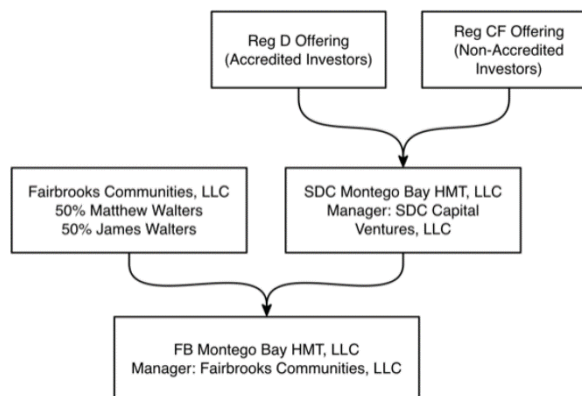 Reg D Offering
(Accredited Investors)
Reg CF Offering
(Non-Accredited
Investors)
Fairbrooks Communities, LLC
50% Matthew Walters
50% James Walters
SDC Montego Bay HMT, LLC
Manager: SDC Capital
Ventures, LLC
FB Montego Bay HMT, LLC
Manager: Fairbrooks Communities, LLC